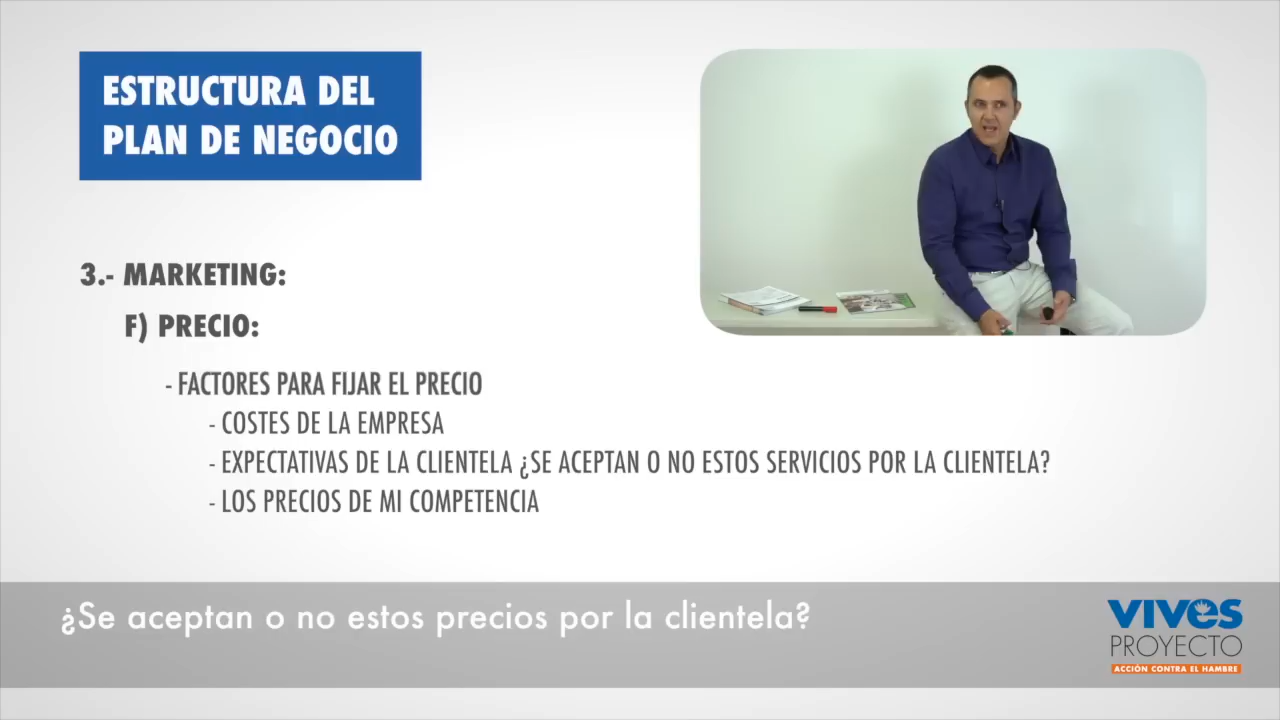 ESTRUCTURA DEL
PLAN DE NEGOCIO
3.- MARKETING:
F) PRECIO:
- FACTORES PARA FIJAR EL PRECIO
- COSTES DE LA EMPRESA
- EXPECTATIVAS DE LA CLIENTELA ¿SE ACEPTAN O NO ESTOS SERVICIOS POR LA CLIENTELA?
- LOS PRECIOS DE MI COMPETENCIA
¿Se aceptan o no estos precios por la clientela?
VIVES
PROYECTO
ACCIÓN CONTRA EL HAMBRE